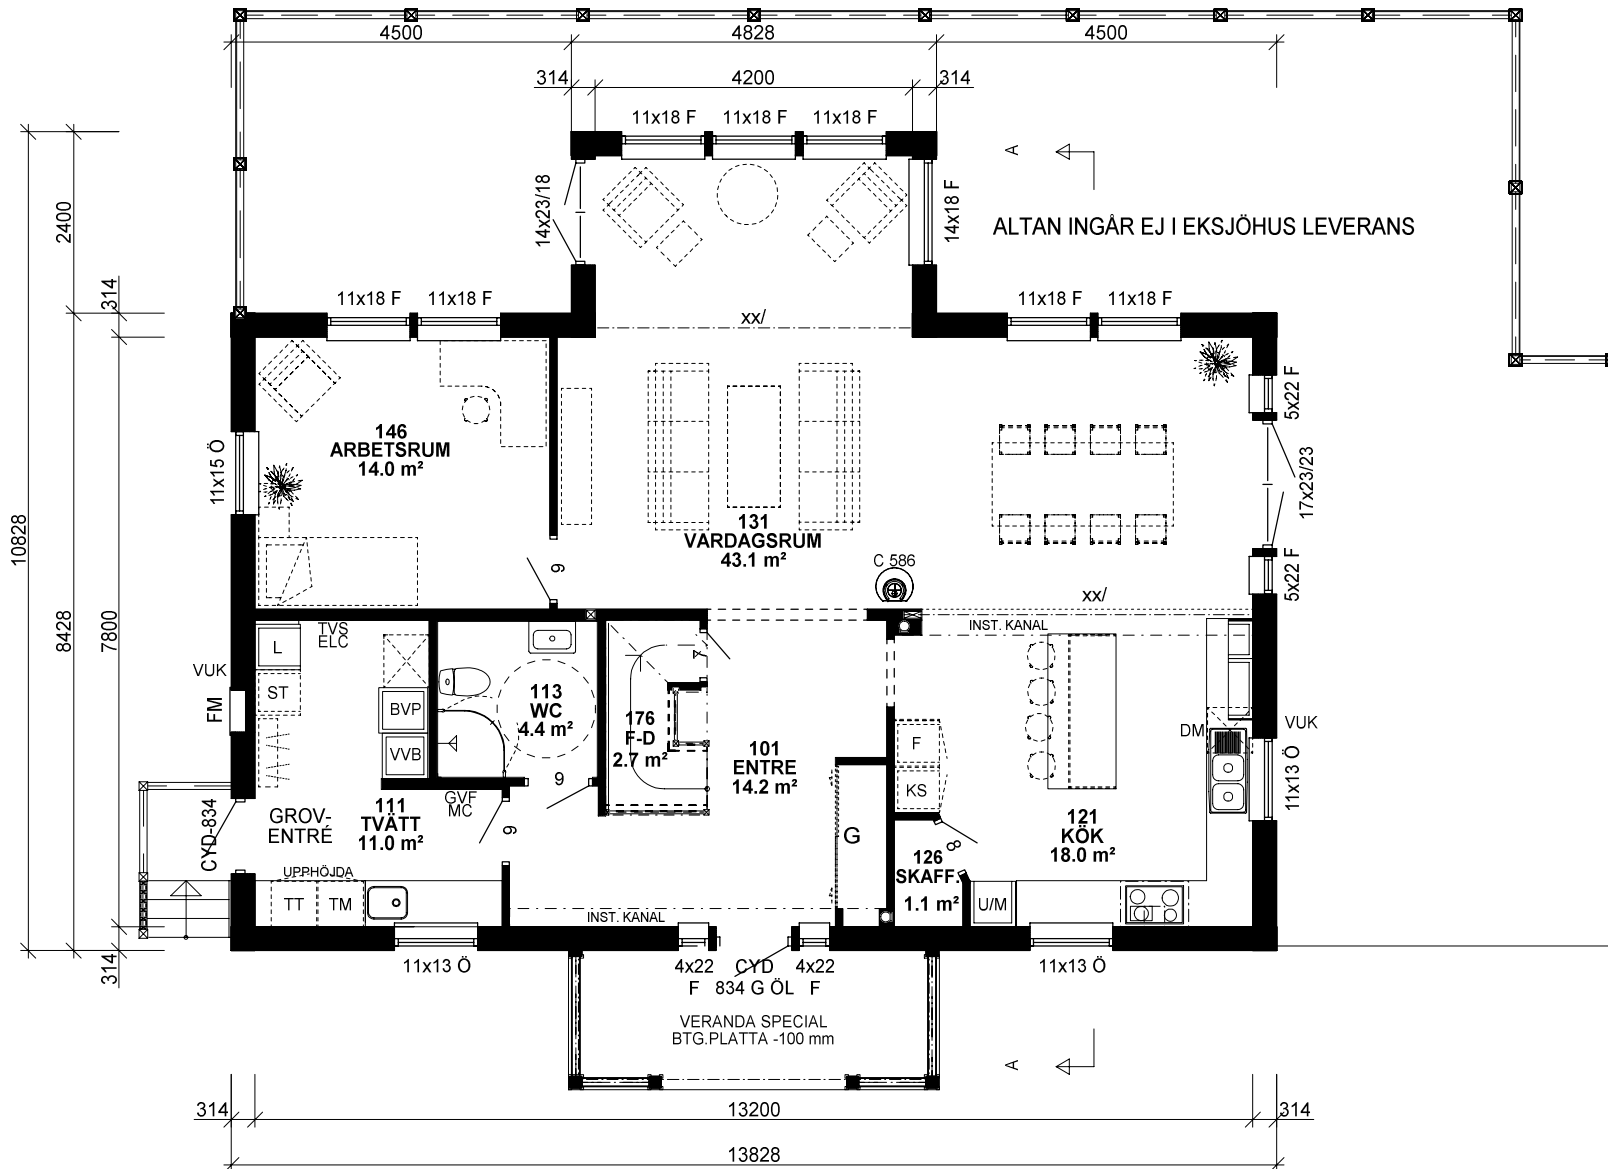 4500
4828
4500
314
4200
314
11x18 F
11x18 F
11x18 F
A
14x23/18
14x18 F
ALTAN INGÅR EJ I EKSJÖHUS LEVERANS
2400
314
11x18 F
11x18 F
xx/
11x18 F
11x18 F
5x22 F
146
ARBETSRUM
14.0 m²
11x15 Ö
17x23/23
131
VARDAGSRUM
43.1 m²
10828
8428
7800
9
C 586
5x22 F
xx/
INST. KANAL
TVS
ELC
L
VUK
ST
FM
BVP
VVB
113
WC
4.4 m²
176
F-D
2.7 m²
101
ENTRE
14.2 m²
F
KS
DM
VUK
11x13 Ö
9
GVF
MC
9
CYD-834
GROV-
ENTRÉ
111
TVÄTT
11.0 m²
G
121
KÖK
18.0 m²
8
126
SKAFF.
1.1 m²
UPPHÖJDA
TT
TM
U/M
INST. KANAL
314
11x13 Ö
4x22
F
CYD
834 G ÖL
4x22
F
11x13 Ö
VERANDA SPECIAL
BTG.PLATTA -100 mm
A
314
13200
314
13828